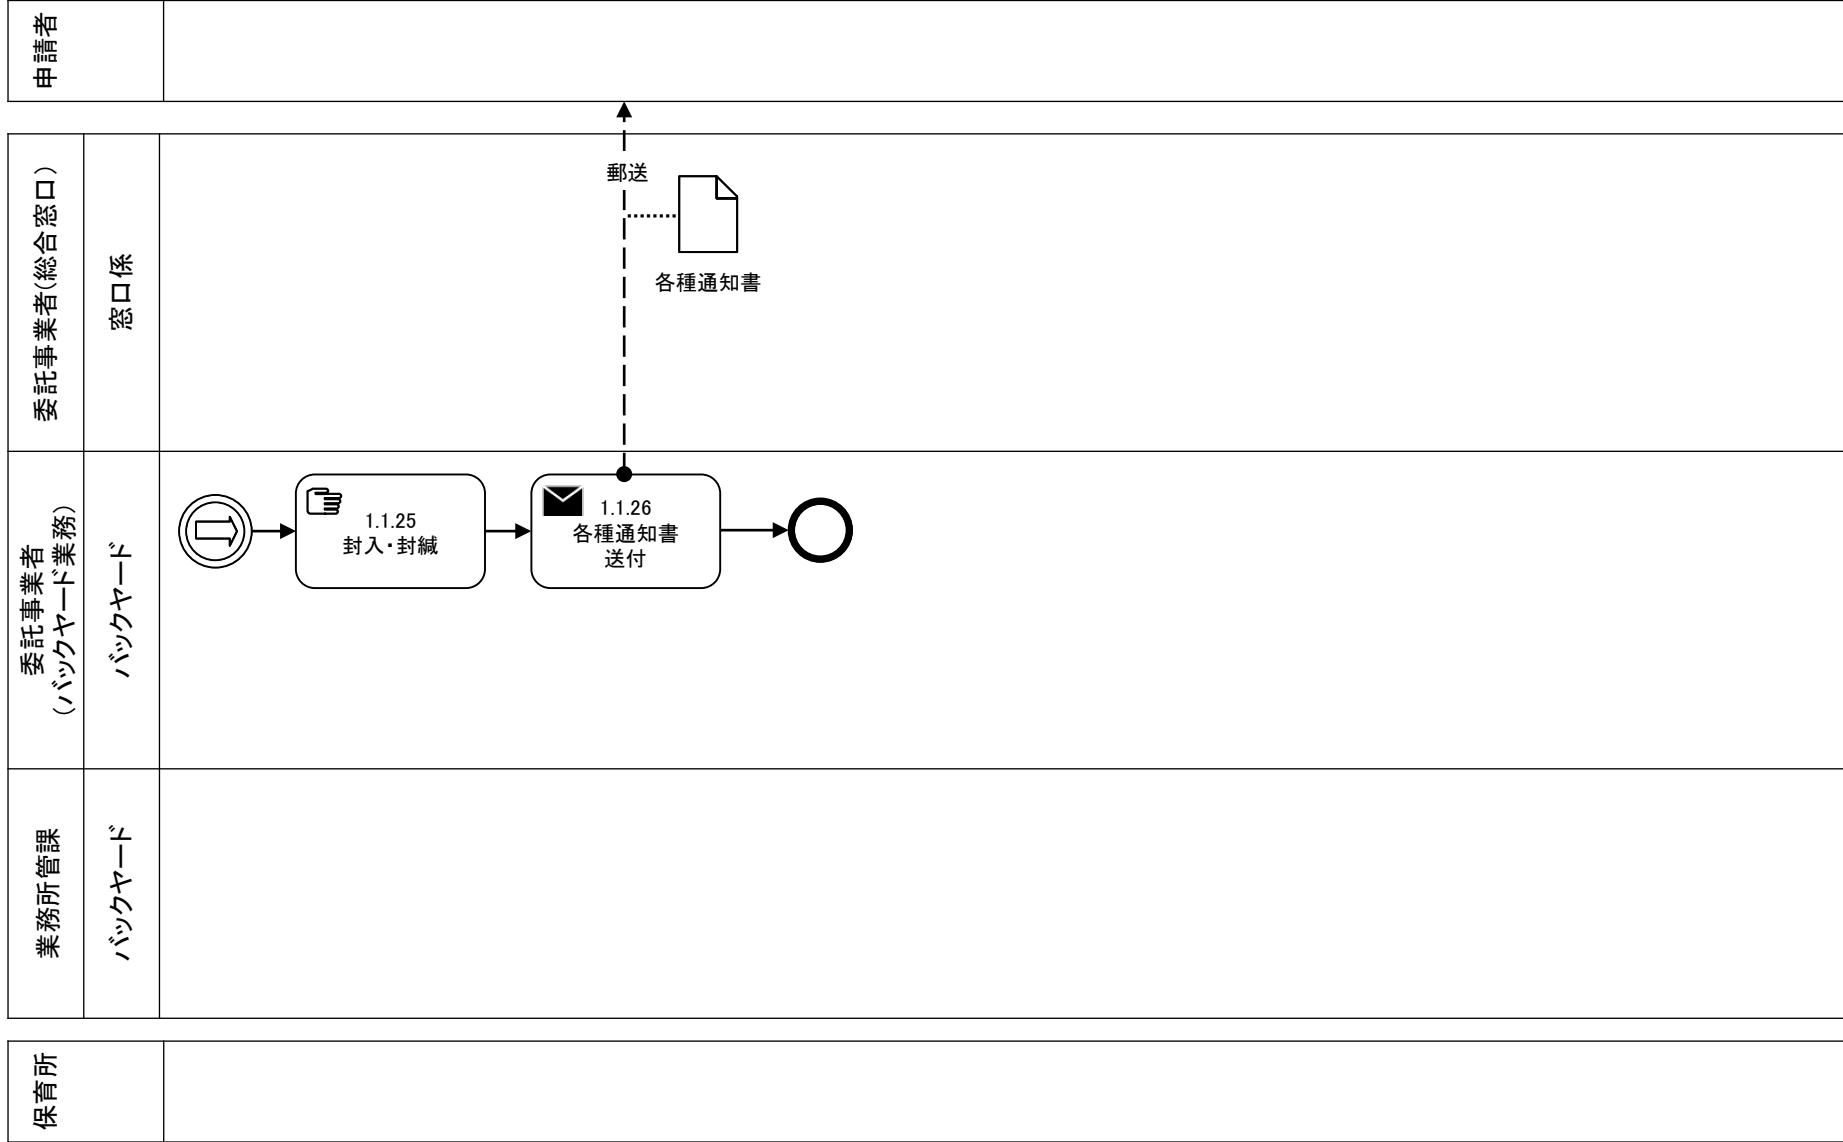 申請者
郵送
各種通知書
委託事業者(総合窓口)
窓口係
1.1.25
封入・封緘
1.1.26
各種通知書
送付
委託事業者
(バックヤード業務)
バックヤード
業務所管課
バックヤード
保育所